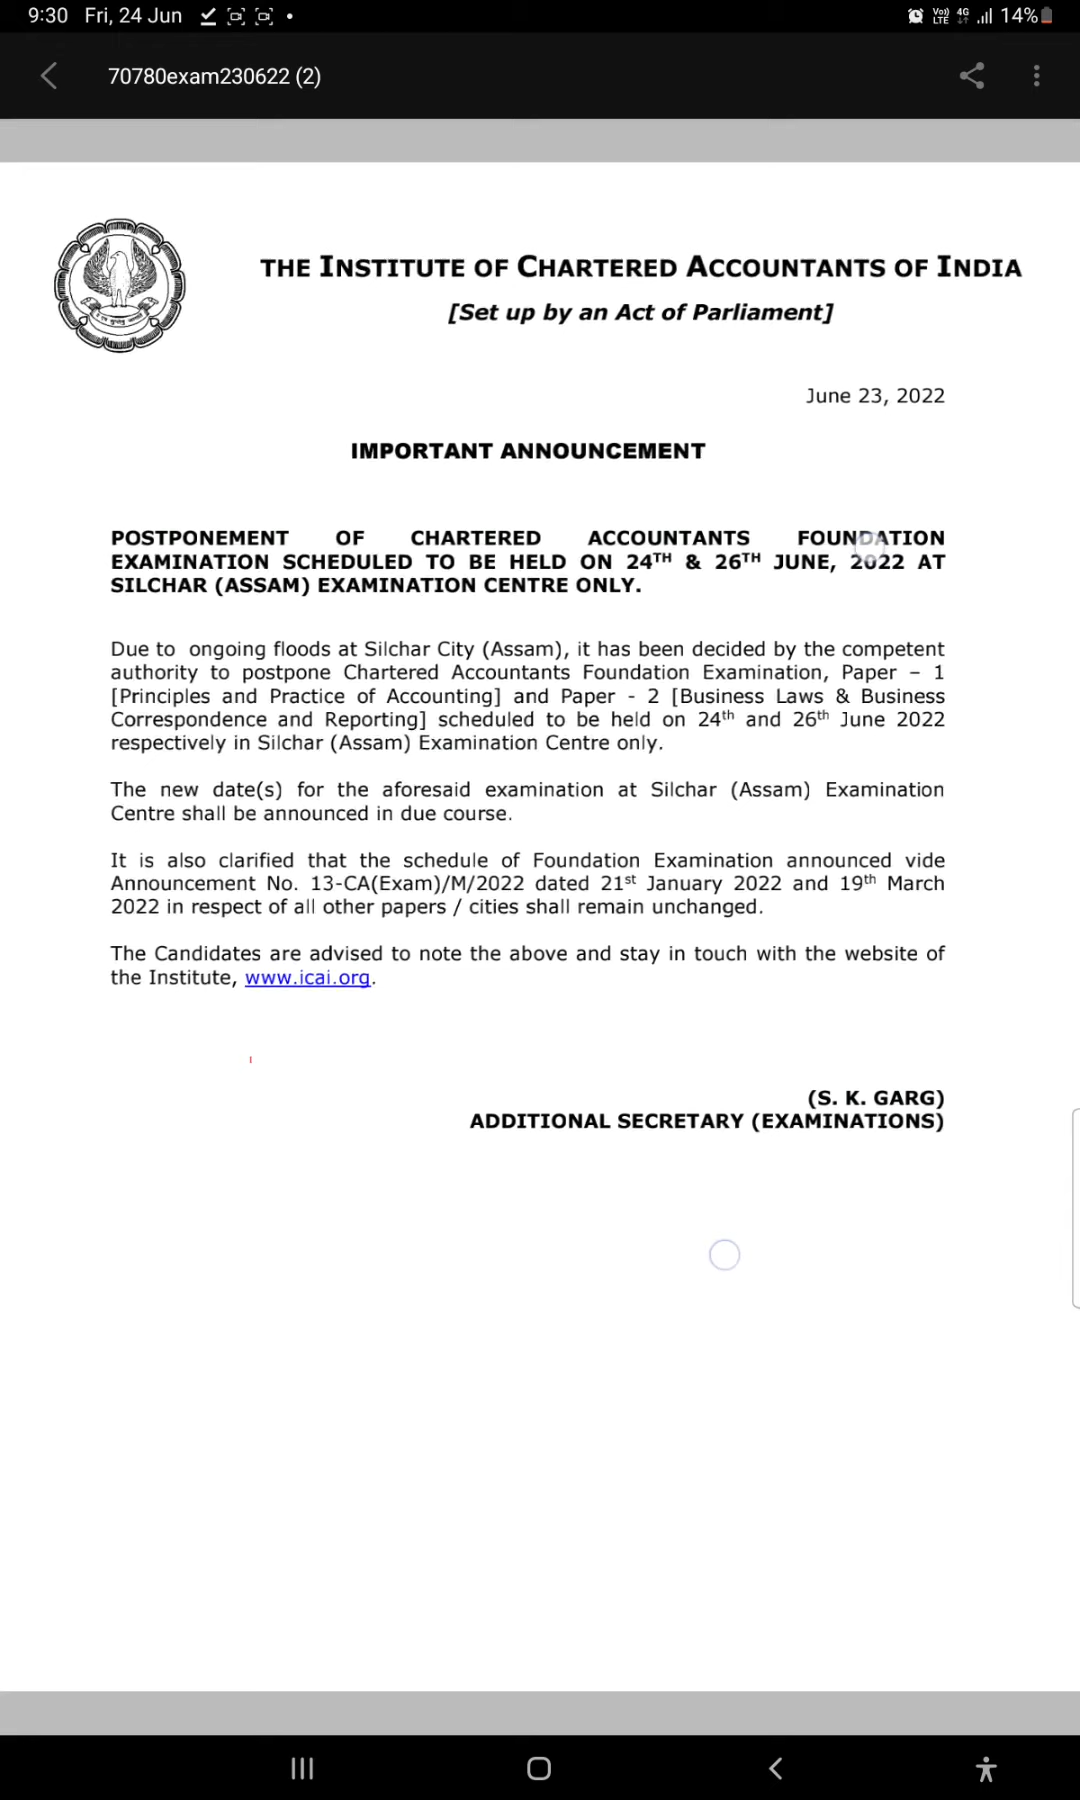 9:30 Fri, 24 Jun
Vo)) LTE 4G 14%
70780exam230622 (2)
THE INSTITUTE OF CHARTERED ACCOUNTANTS OF INDIA
[Set up by an Act of Parliament]
June 23, 2022
IMPORTANT ANNOUNCEMENT
POSTPONEMENT OF CHARTERED ACCOUNTANTS FOUNDATION
EXAMINATION SCHEDULED TO BE HELD ON 24TH & 26TH JUNE, 2022 AT
SILCHAR (ASSAM) EXAMINATION CENTRE ONLY.
Due to ongoing floods at Silchar City (Assam), it has been decided by the competent
authority to postpone Chartered Accountants Foundation Examination, Paper – 1
[Principles and Practice of Accounting] and Paper - 2 [Business Laws & Business
Correspondence and Reporting] scheduled to be held on 24th and 26th June 2022
respectively in Silchar (Assam) Examination Centre only.
The new date(s) for the aforesaid examination at Silchar (Assam) Examination
Centre shall be announced in due course.
It is also clarified that the schedule of Foundation Examination announced vide
Announcement No. 13-CA(Exam)/M/2022 dated 21st January 2022 and 19th March
2022 in respect of all other papers / cities shall remain unchanged.
The Candidates are advised to note the above and stay in touch with the website of
the Institute, www.icai.org.
(S. K. GARG)
ADDITIONAL SECRETARY (EXAMINATIONS)